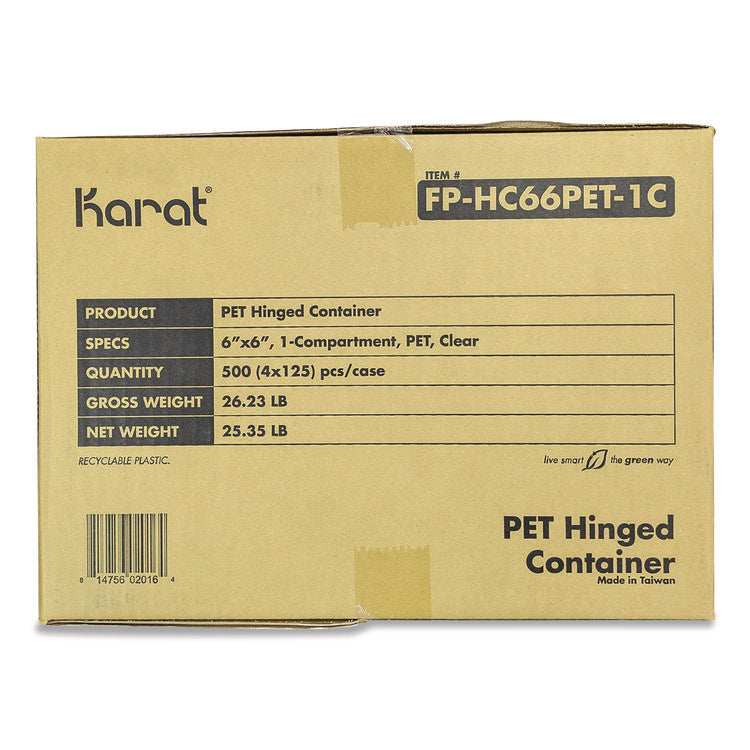 Karat®
ITEM #
FP-HC66PET-1C
PRODUCT PET Hinged Container
SPECS 6”x6”, 1-Compartment, PET, Clear
QUANTITY 500 (4x125) pcs/case
GROSS WEIGHT 26.23 LB
NET WEIGHT 25.35 LB
RECYCLABLE PLASTIC.
live smart the green way
PET Hinged
Container
Made in Taiwan
8 14756 02016 4